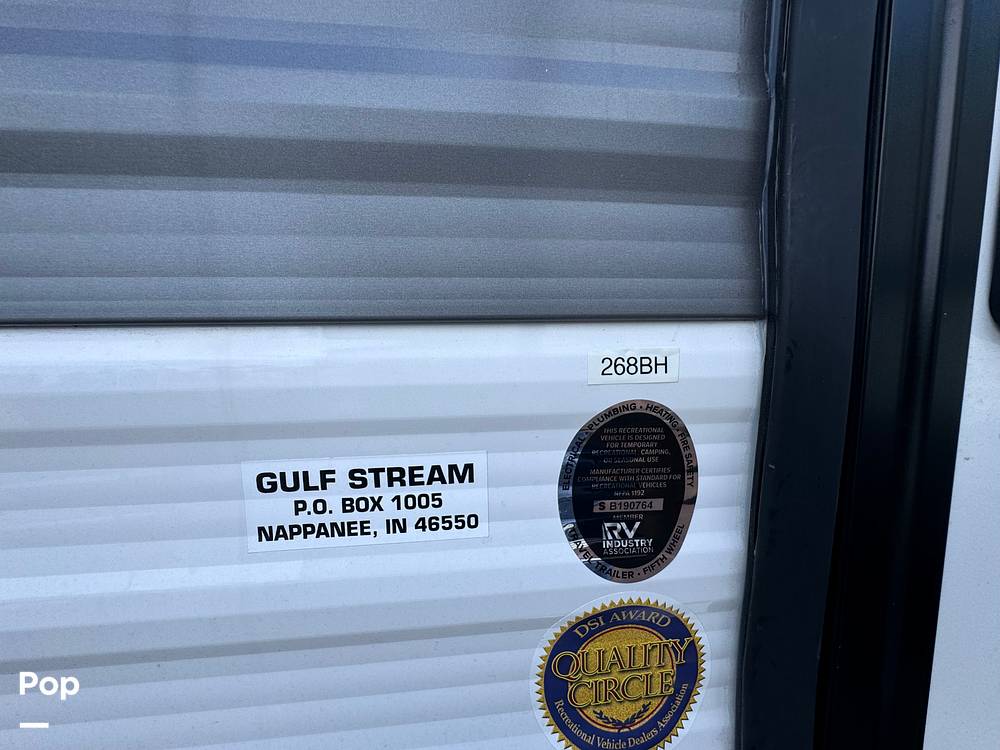 268BH
GULF STREAM
P.O. BOX 1005
NAPPANEE, IN 46550
ELECTRICAL • PLUMBING • HEATING • FIRE SAFETY
THIS RECREATIONAL
VEHICLE IS DESIGNED
FOR TEMPORARY
RECREATIONAL, CAMPING,
OR SEASONAL USE
MANUFACTURER CERTIFIES
COMPLIANCE WITH STANDARD FOR
RECREATIONAL VEHICLES
NFPA 1192
S B190764
MEMBER
RV
INDUSTRY
ASSOCIATION
TRAVEL TRAILER • FIFTH WHEEL
DSI AWARD
QUALITY
CIRCLE
Recreational Vehicle Dealers Association
Pop